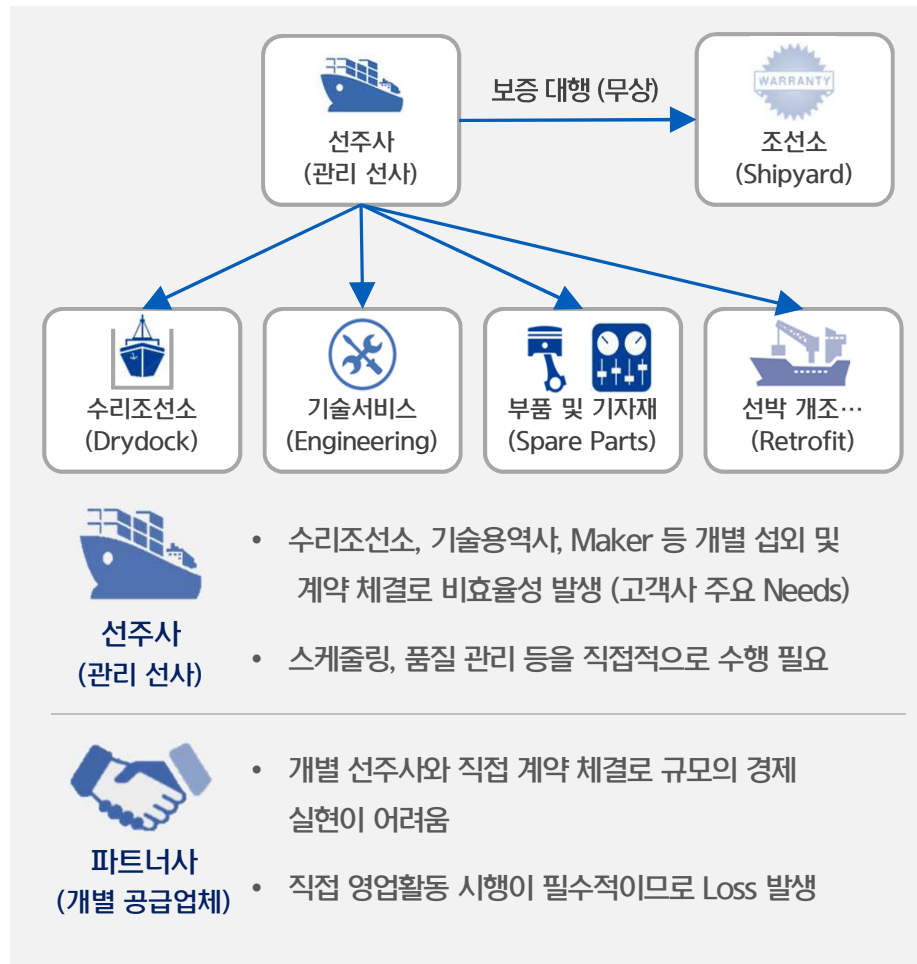 보증 대행 (무상)
WARRANTY
선주사
(관리 선사)
조선소
(Shipyard)
수리조선소
(Drydock)
기술서비스
(Engineering)
부품 및 기자재
(Spare Parts)
선박 개조…
(Retrofit)
선주사
(관리 선사)
• 수리조선소, 기술용역사, Maker 등 개별 섭외 및
계약 체결로 비효율성 발생 (고객사 주요 Needs)
• 스케줄링, 품질 관리 등을 직접적으로 수행 필요
파트너사
(개별 공급업체)
• 개별 선주사와 직접 계약 체결로 규모의 경제
실현이 어려움
• 직접 영업활동 시행이 필수적이므로 Loss 발생